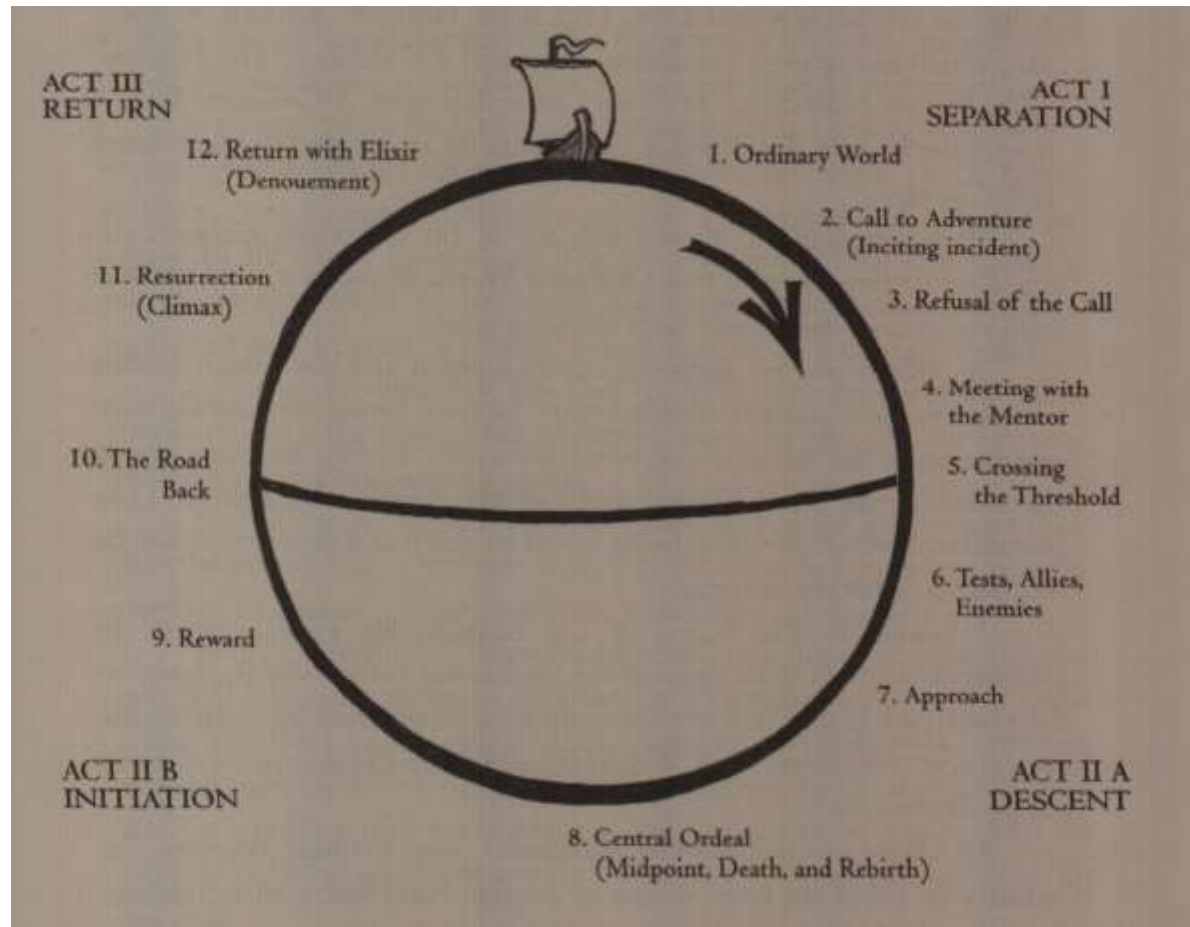 ACT III
RETURN
ACT I
SEPARATION
12. Return with Elixir
(Denouement)
1. Ordinary World
2. Call to Adventure
(Inciting incident)
11. Resurrection
(Climax)
3. Refusal of the Call
4. Meeting with
the Mentor
10. The Road
Back
5. Crossing
the Threshold
6. Tests, Allies,
Enemies
9. Reward
7. Approach
ACT II B
INITIATION
ACT II A
DESCENT
8. Central Ordeal
(Midpoint, Death, and Rebirth)